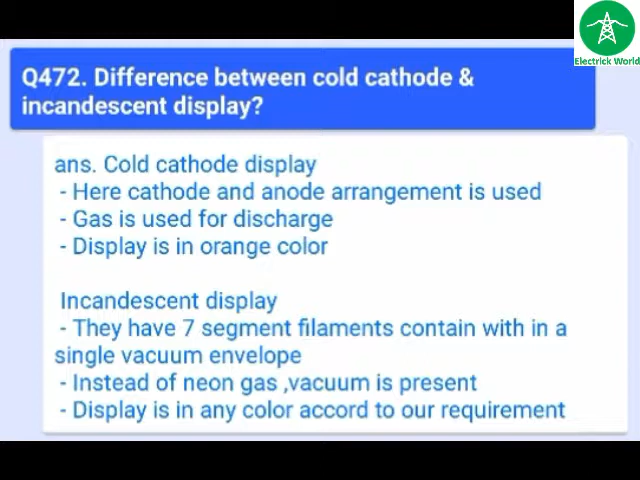 Electrick World
Q472. Difference between cold cathode &
incandescent display?
ans. Cold cathode display
- Here cathode and anode arrangement is used
- Gas is used for discharge
- Display is in orange color
Incandescent display
- They have 7 segment filaments contain with in a
single vacuum envelope
- Instead of neon gas ,vacuum is present
- Display is in any color accord to our requirement